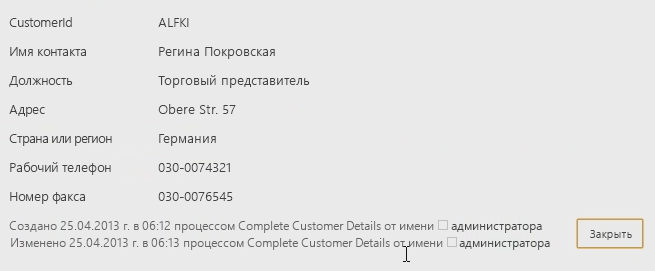 CustomerId ALFKI
Имя контакта Регина Покровская
Должность Торговый представитель
Адрес Obere Str. 57
Страна или регион Германия
Рабочий телефон 030-0074321
Номер факса 030-0076545
Создано 25.04.2013 г. в 06:12 процессом Complete Customer Details от имени администратора
Изменено 25.04.2013 г. в 06:13 процессом Complete Customer Details от имени администратора
Закрыть